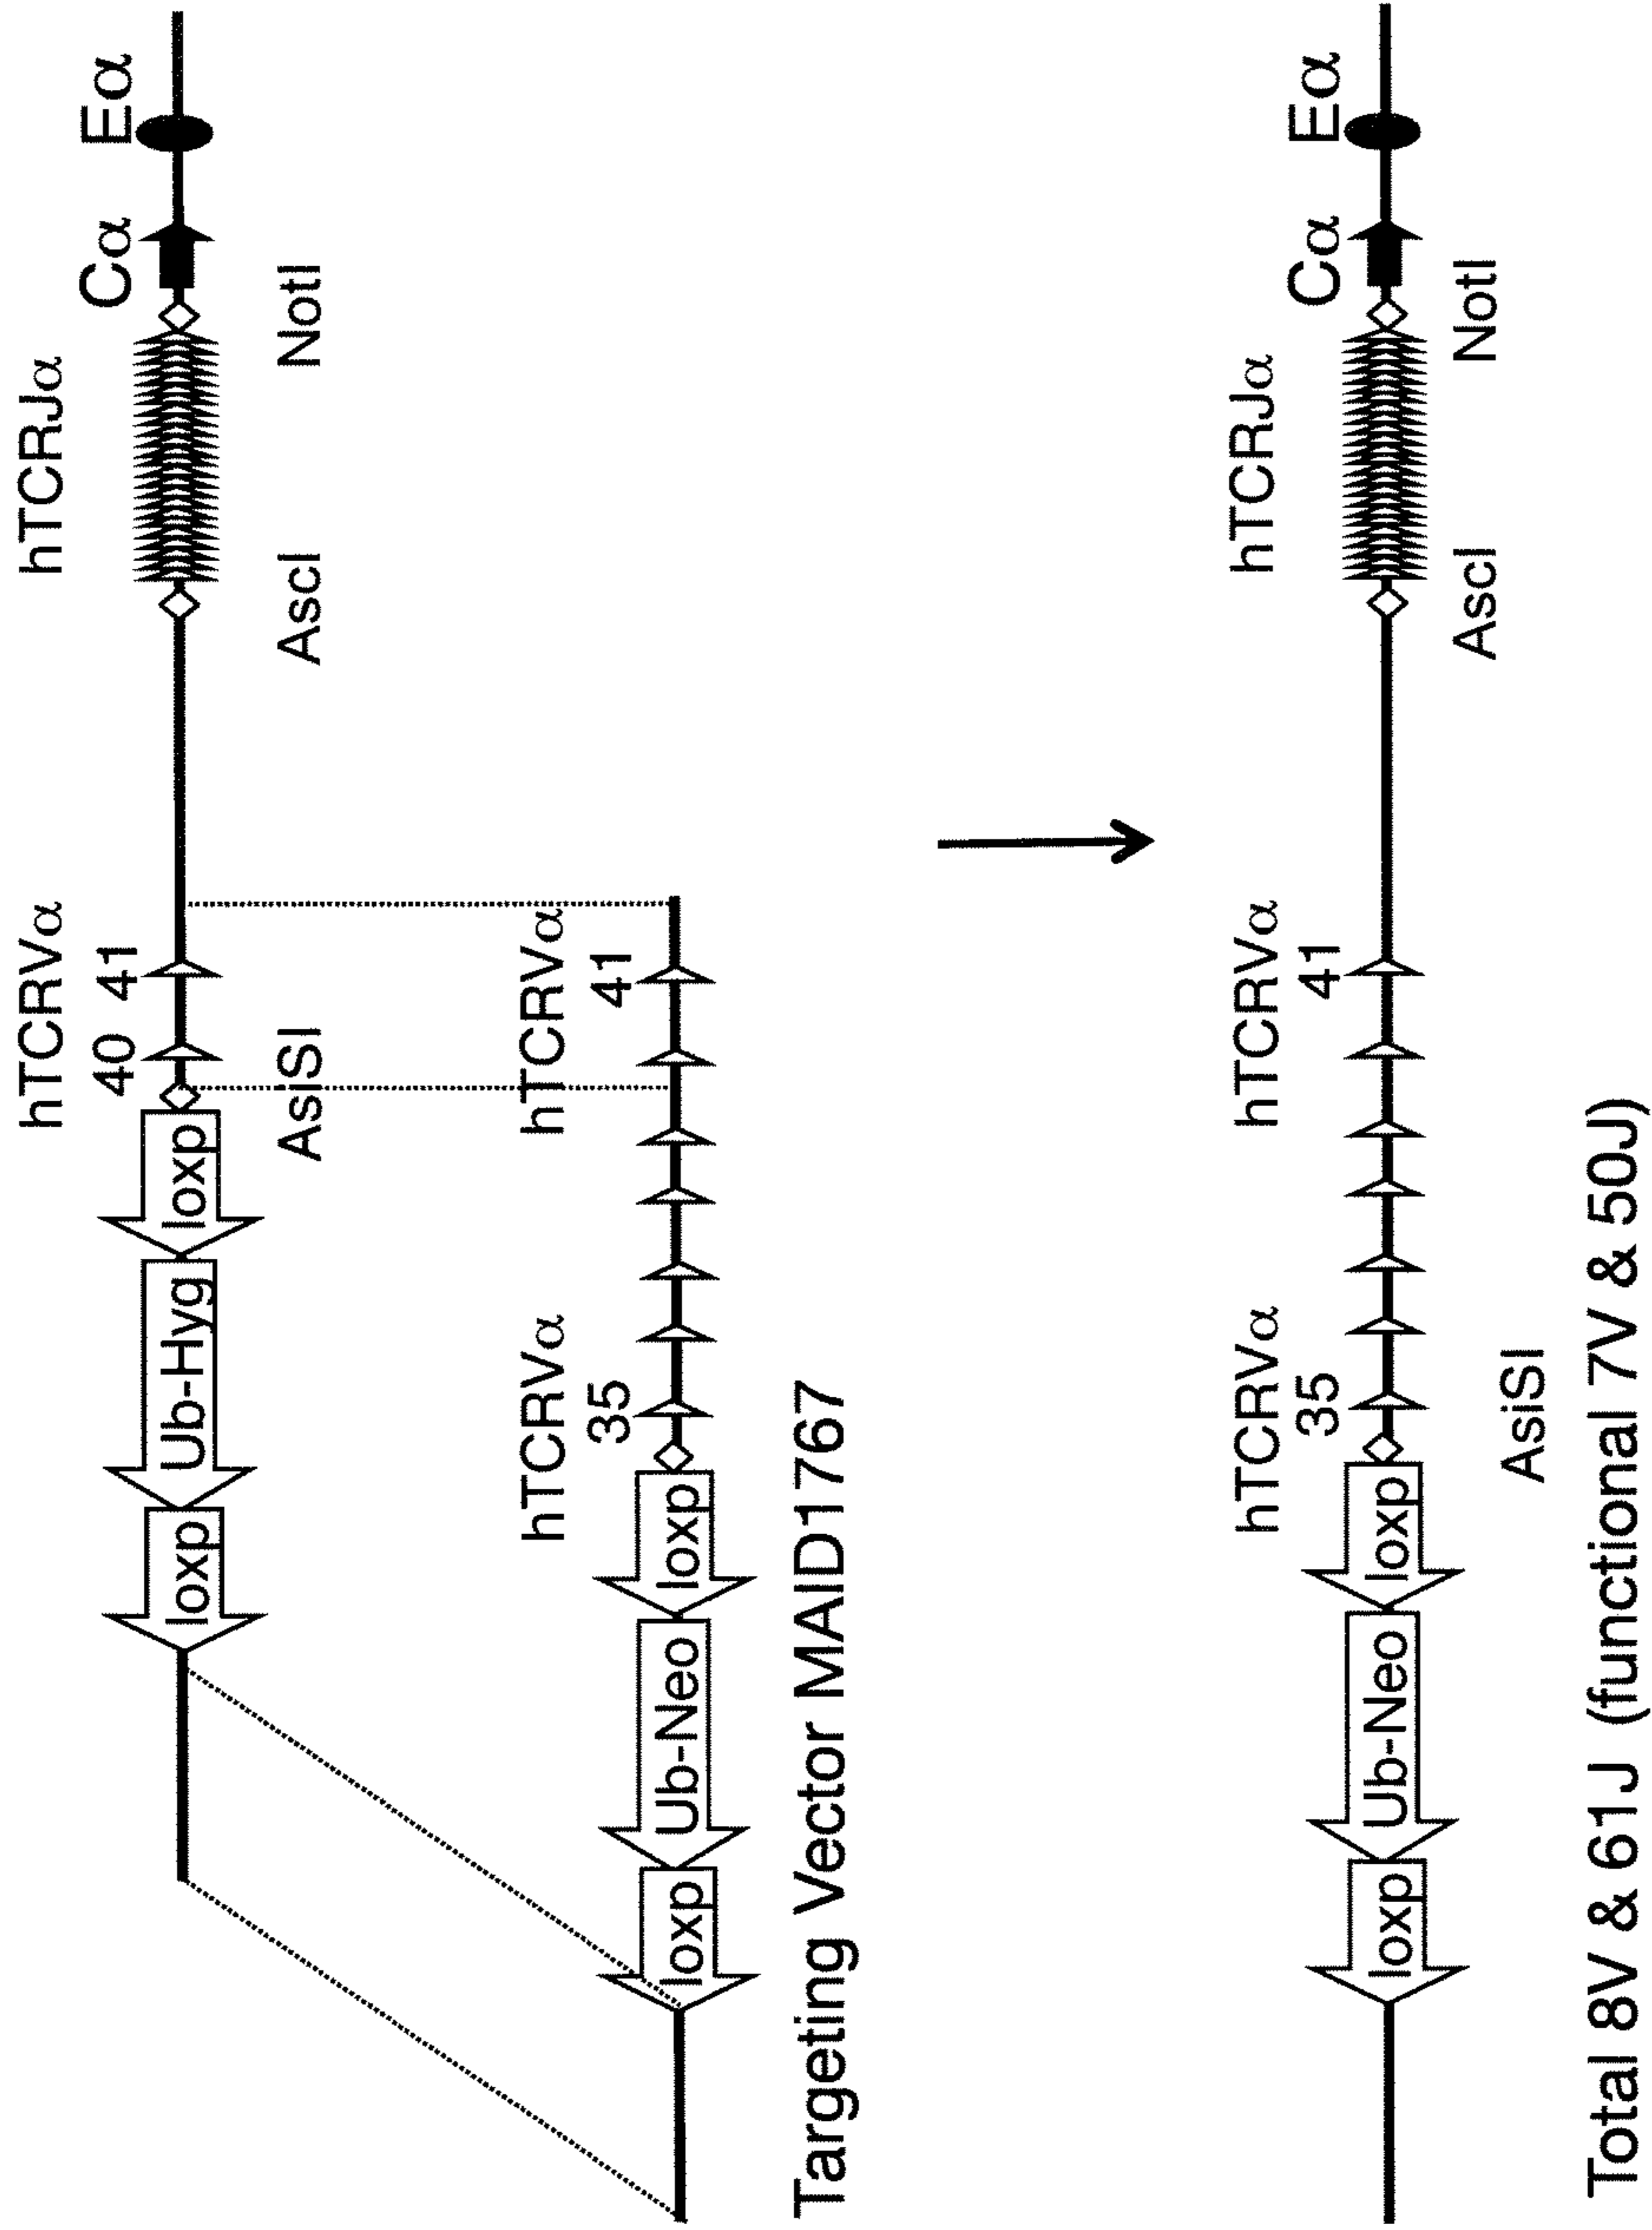 hTCRVα hTCRJα
40 41 Cα Eα
loxp Ub-Hyg loxp
AsiSI AscI NotI
hTCRVα hTCRVα
35 41
loxp Ub-Neo loxp
Targeting Vector MAID1767
hTCRVα hTCRVα hTCRJα
35 41 Cα Eα
loxp Ub-Neo loxp
AscI NotI
AsiSI
Total 8V & 61J (functional 7V & 50J)